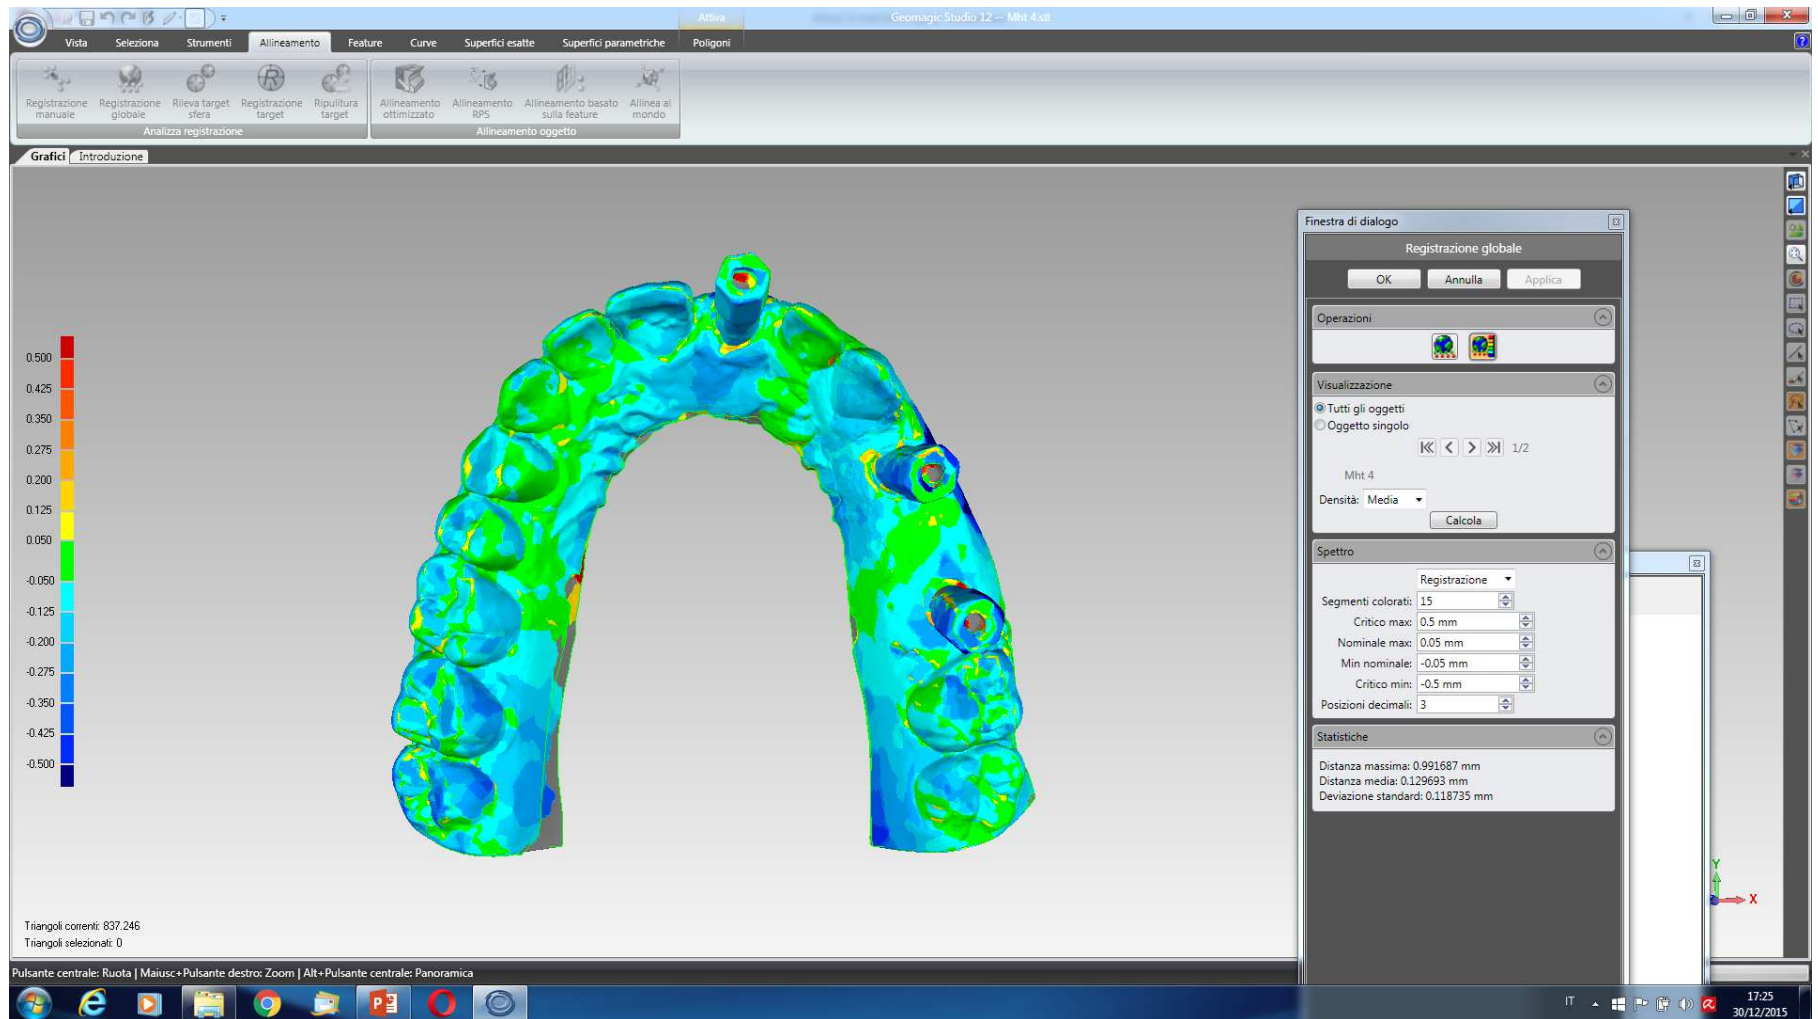 Attiva
Geomagic Studio 12 -- Mht 4.stl
Vista Seleziona Strumenti Allineamento Feature Curve Superfici esatte Superfici parametriche Poligoni
Registrazione manuale
Registrazione globale
Rileva target sfera
Registrazione target
Ripulitura target
Allineamento ottimizzato
Allineamento RPS
Allineamento basato sulla feature
Allinea al mondo
Analizza registrazione
Allineamento oggetto
Grafici Introduzione
0.500
0.425
0.350
0.275
0.200
0.125
0.050
-0.050
-0.125
-0.200
-0.275
-0.350
-0.425
-0.500
Finestra di dialogo
Registrazione globale
OK Annulla Applica
Operazioni
Visualizzazione
Tutti gli oggetti
Oggetto singolo
1/2
Mht 4
Densità: Media
Calcola
Spettro
Registrazione
Segmenti colorati: 15
Critico max: 0.5 mm
Nominale max: 0.05 mm
Min nominale: -0.05 mm
Critico min: -0.5 mm
Posizioni decimali: 3
Statistiche
Distanza massima: 0.991687 mm
Distanza media: 0.129693 mm
Deviazione standard: 0.118735 mm
Y
X
Triangoli correnti: 837.246
Triangoli selezionati: 0
Pulsante centrale: Ruota | Maiusc+Pulsante destro: Zoom | Alt+Pulsante centrale: Panoramica
IT
17:25
30/12/2015